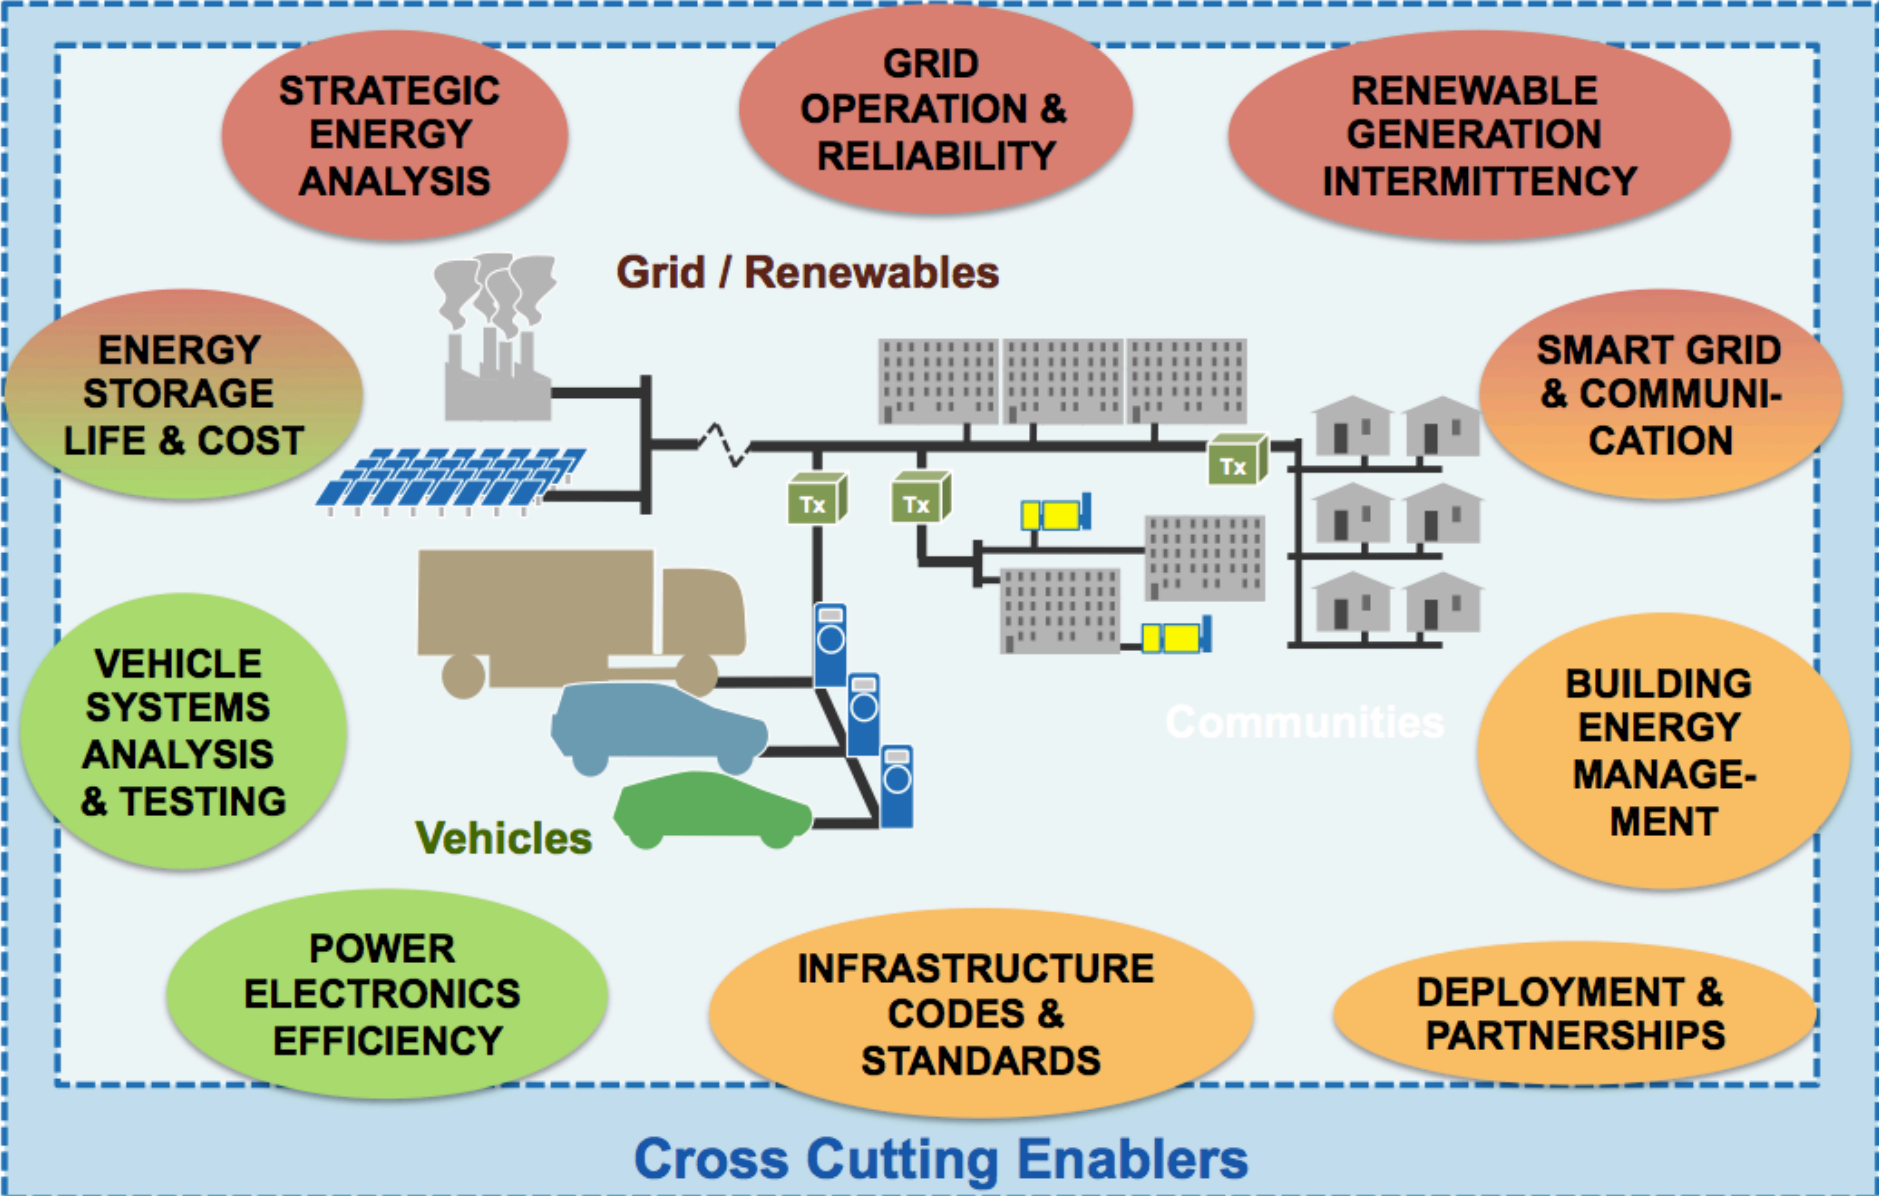 STRATEGIC
ENERGY
ANALYSIS
GRID
OPERATION &
RELIABILITY
RENEWABLE
GENERATION
INTERMITTENCY
Grid / Renewables
ENERGY
STORAGE
LIFE & COST
SMART GRID
& COMMUNI-
CATION
Tx
Tx
Tx
VEHICLE
SYSTEMS
ANALYSIS
& TESTING
Communities
BUILDING
ENERGY
MANAGE-
MENT
Vehicles
POWER
ELECTRONICS
EFFICIENCY
INFRASTRUCTURE
CODES &
STANDARDS
DEPLOYMENT &
PARTNERSHIPS
Cross Cutting Enablers